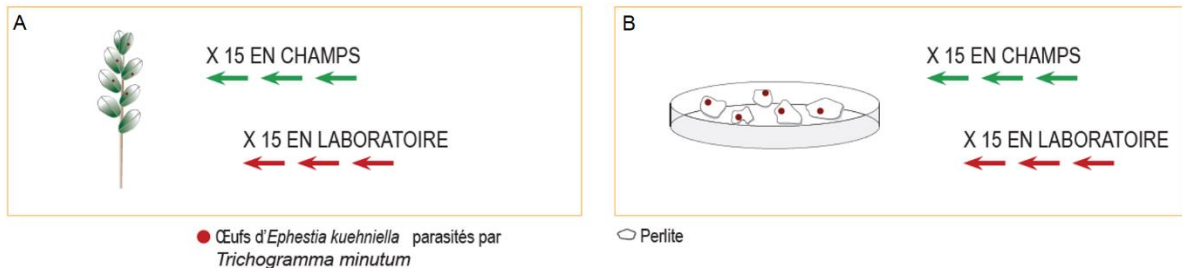 A
X 15 EN CHAMPS
X 15 EN LABORATOIRE
B
X 15 EN CHAMPS
X 15 EN LABORATOIRE
Œufs d'Ephestia kuehniella parasités par
Trichogramma minutum
Perlite